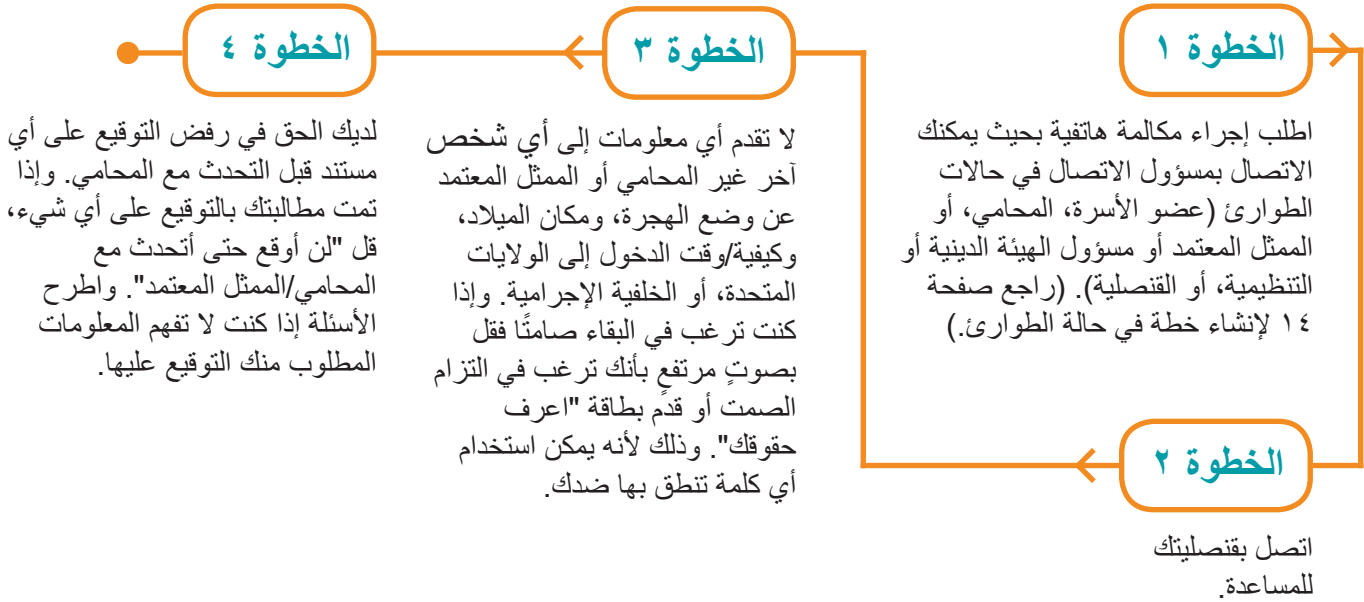 الخطوة ١
اطلب إجراء مكالمة هاتفية بحيث يمكنك
الاتصال بمسؤول الاتصال في حالات
الطوارئ (عضو الأسرة، المحامي، أو
الممثل المعتمد أو مسؤول الهيئة الدينية أو
التنظيمية، أو القنصلية). (راجع صفحة
١٤ لإنشاء خطة في حالة الطوارئ.)
الخطوة ٢
اتصل بقنصليتك
للمساعدة.
الخطوة ٣
لا تقدم أي معلومات إلى أي شخص
آخر غير المحامي أو الممثل المعتمد
عن وضع الهجرة، ومكان الميلاد،
وكيفية/وقت الدخول إلى الولايات
المتحدة، أو الخلفية الإجرامية. وإذا
كنت ترغب في البقاء صامتًا فقل
بصوتٍ مرتفعٍ بأنك ترغب في التزام
الصمت أو قدّم بطاقة "اعرف
حقوقك". وذلك لأنه يمكن استخدام
أي كلمة تنطق بها ضدك.
الخطوة ٤
لديك الحق في رفض التوقيع على أي
مستند قبل التحدث مع المحامي. وإذا
تمت مطالبتك بالتوقيع على أي شيء،
قل "لن أوقع حتى أتحدث مع
المحامي/الممثل المعتمد". واطرح
الأسئلة إذا كنت لا تفهم المعلومات
المطلوب منك التوقيع عليها.